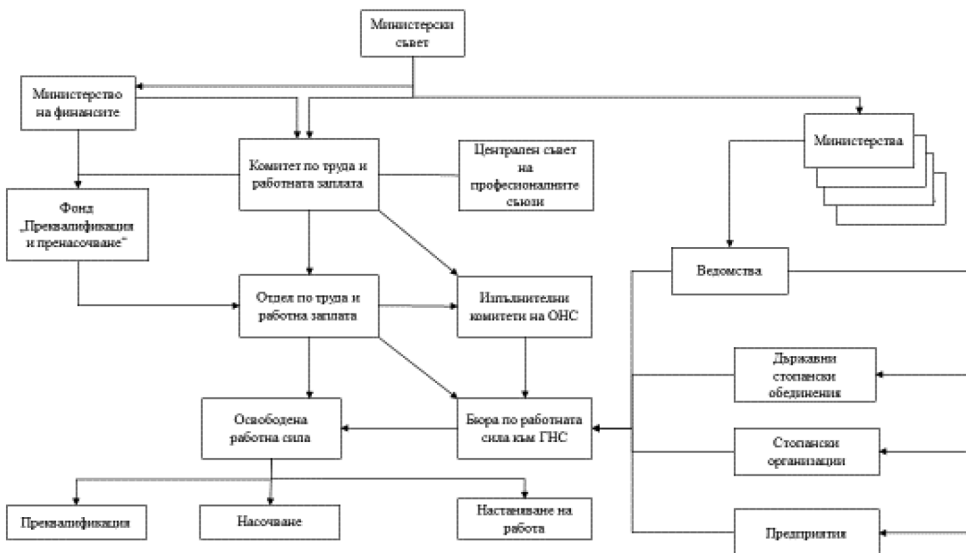 Министерски
съвет
Министерство
на финансите
Министерства
Комитет по труда и
работната заплата
Централен съвет
на
професионалните
съюзи
Фонд
„Преквалификация
и пренасочване“
Ведомства
Отдел по труда и
работна заплата
Изпълнителни
комитети на ОНС
Държавни
стопански
обединения
Освободена
работна сила
Бюра по работната
сила към ГНС
Стопански
организации
Преквалификация
Насочване
Настаняване на
работа
Предприятия